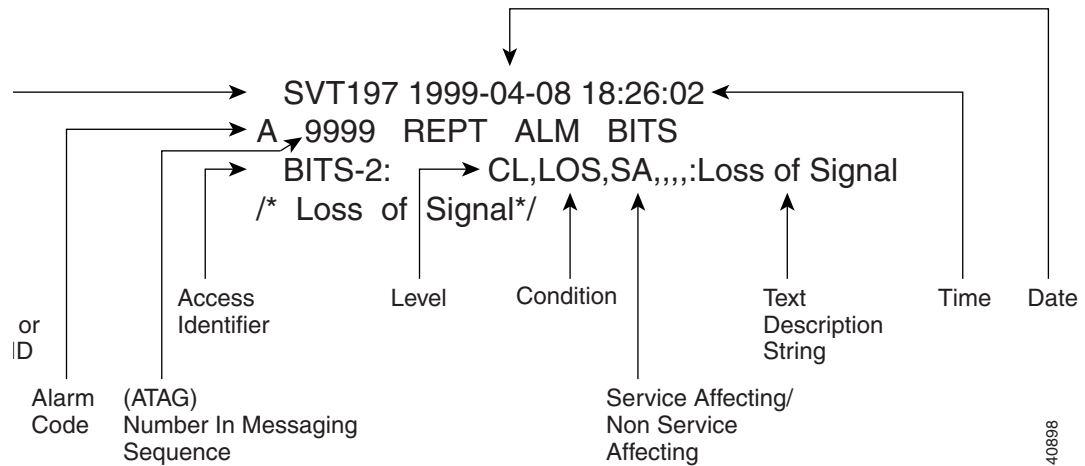 SVT197 1999-04-08 18:26:02
A 9999 REPT ALM BITS
BITS-2: CL,LOS,SA,,,,:Loss of Signal
/* Loss of Signal*/
Access
Identifier
Level
Condition
Text
Description
String
Time
Date
or
ID
Alarm
Code
(ATAG)
Number In Messaging
Sequence
Service Affecting/
Non Service
Affecting
40898